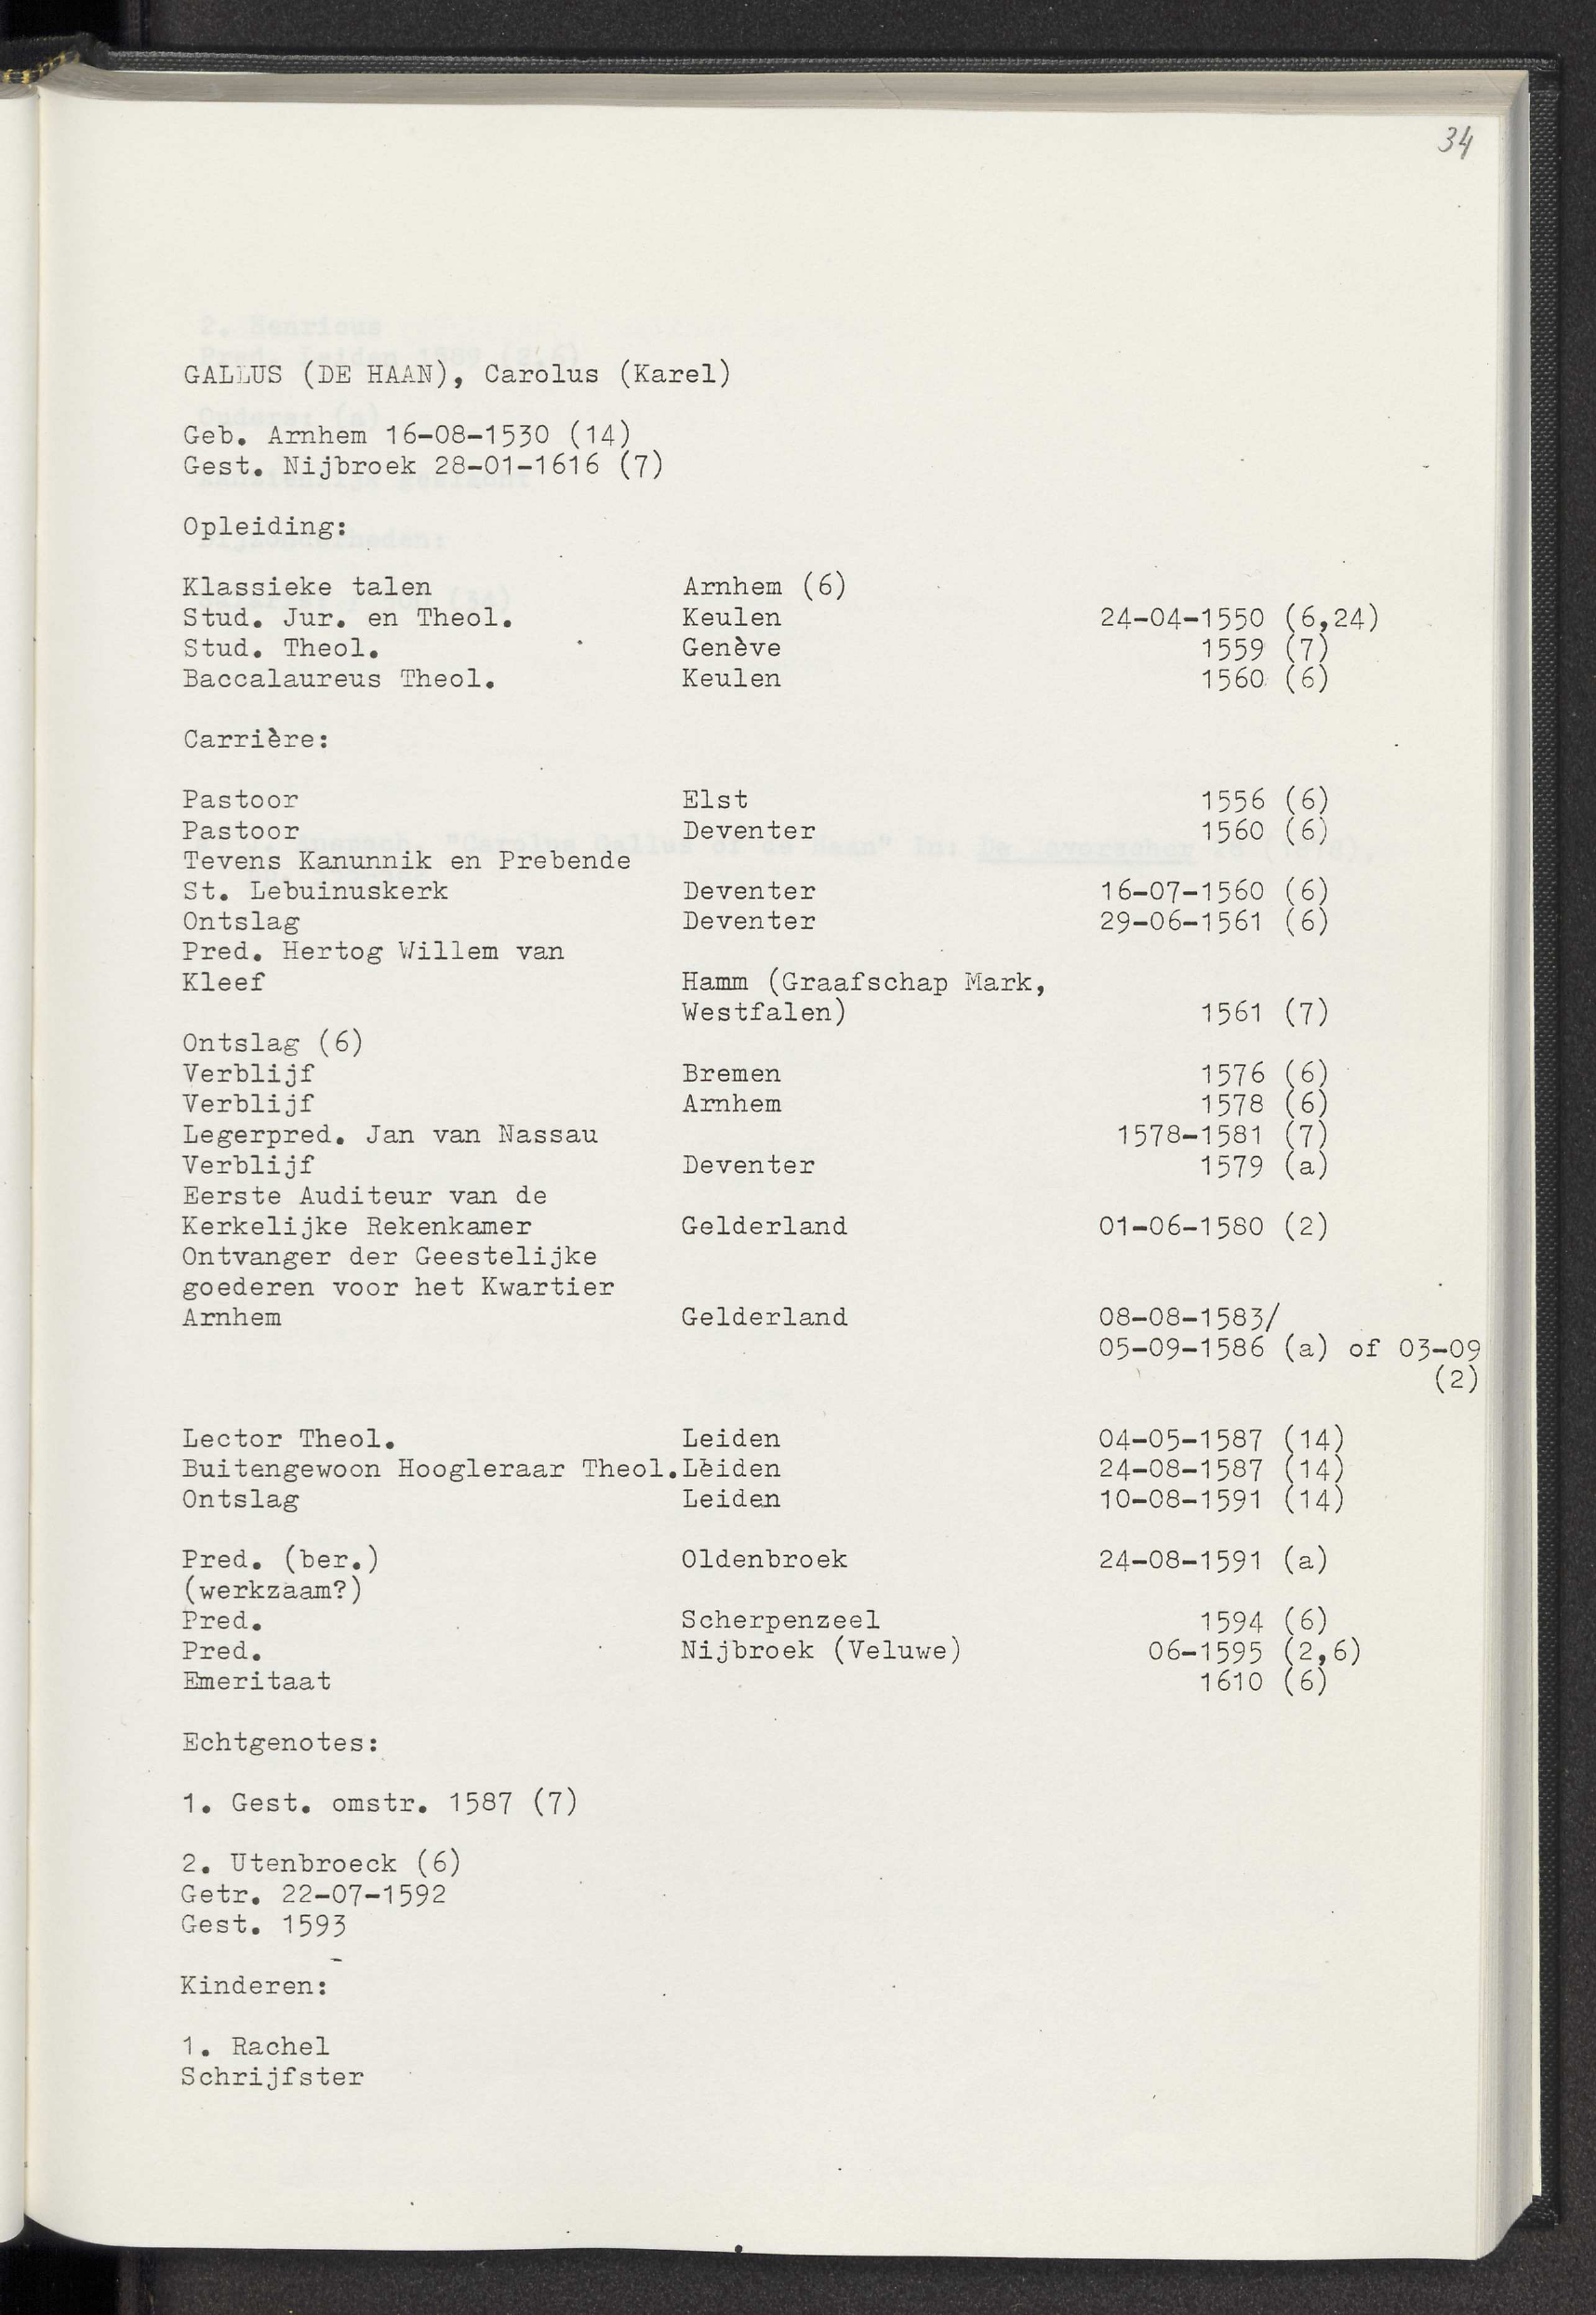 34
GALLUS (DE HAAN), Carolus (Karel)
Geb. Arnhem 16-08-1530 (14)
Gest. Nijbroek 28-01-1616 (7)
Opleiding:
Klassieke talen Arnhem (6)
Stud. Jur. en Theol. Keulen 24-04-1550 (6,24)
Stud. Theol. Genève 1559 (7)
Baccalaureus Theol. Keulen 1560 (6)
Carrière:
Pastoor Elst 1556 (6)
Pastoor Deventer 1560 (6)
Tevens Kanunnik en Prebende
St. Lebuinuskerk Deventer 16-07-1560 (6)
Ontslag Deventer 29-06-1561 (6)
Pred. Hertog Willem van
Kleef Hamm (Graafschap Mark,
Westfalen) 1561 (7)
Ontslag (6)
Verblijf Bremen 1576 (6)
Verblijf Arnhem 1578 (6)
Legerpred. Jan van Nassau 1578-1581 (7)
Verblijf Deventer 1579 (a)
Eerste Auditeur van de
Kerkelijke Rekenkamer Gelderland 01-06-1580 (2)
Ontvanger der Geestelijke
goederen voor het Kwartier
Arnhem Gelderland 08-08-1583/
05-09-1586 (a) of 03-09
(2)
Lector Theol. Leiden 04-05-1587 (14)
Buitengewoon Hoogleraar Theol. Leiden 24-08-1587 (14)
Ontslag Leiden 10-08-1591 (14)
Pred. (ber.) Oldenbroek 24-08-1591 (a)
(werkzaam?)
Pred. Scherpenzeel 1594 (6)
Pred. Nijbroek (Veluwe) 06-1595 (2,6)
Emeritaat 1610 (6)
Echtgenotes:
1. Gest. omstr. 1587 (7)
2. Utenbroeck (6)
Getr. 22-07-1592
Gest. 1593
Kinderen:
1. Rachel
Schrijfster